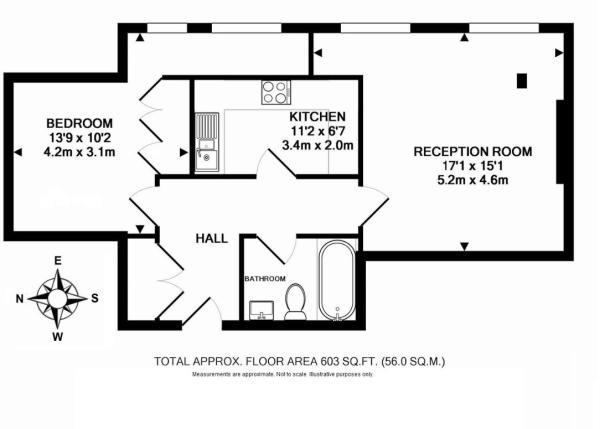 BEDROOM
13'9 x 10'2
4.2m x 3.1m
KITCHEN
11'2 x 6'7
3.4m x 2.0m
RECEPTION ROOM
17'1 x 15'1
5.2m x 4.6m
HALL
BATHROOM
E
N S
W
TOTAL APPROX. FLOOR AREA 603 SQ.FT. (56.0 SQ.M.)
Measurements are approximate. Not to scale. Illustrative purposes only.